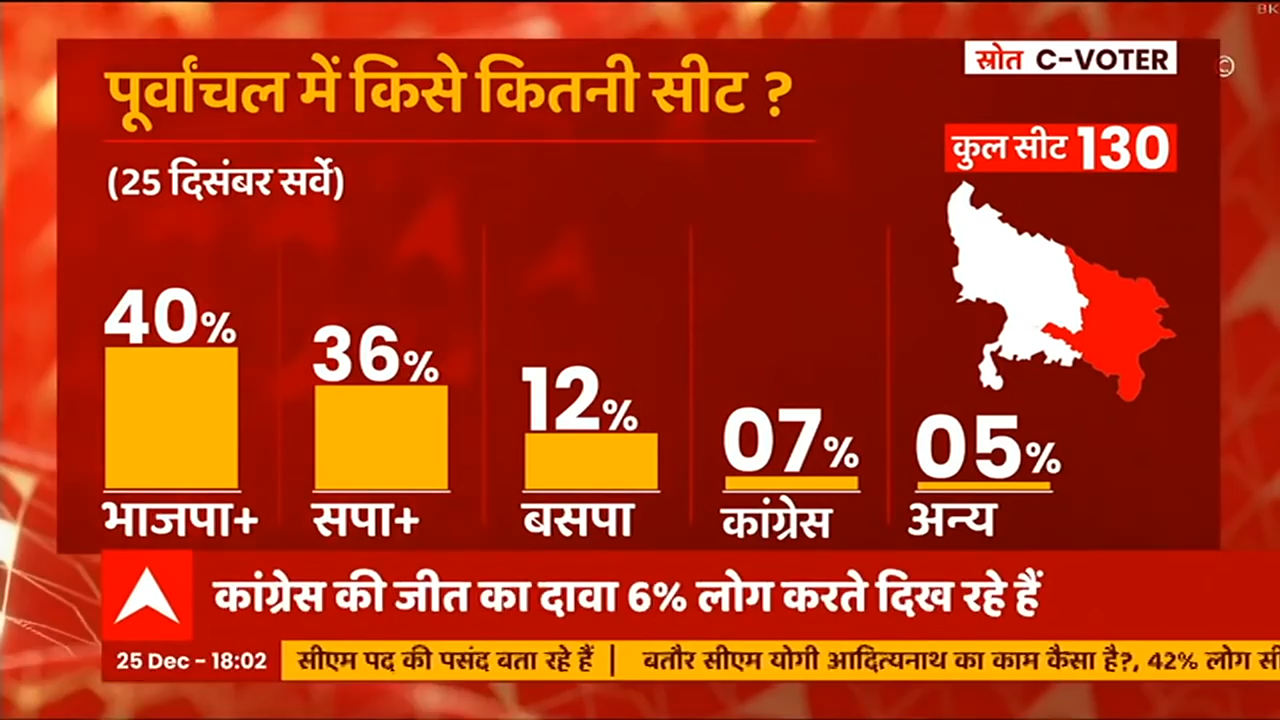 BK
स्रोत C-VOTER
©
पूर्वांचल में किसे कितनी सीट ?
(25 दिसंबर सर्वे)
कुल सीट 130
40% 36% 12% 07% 05%
भाजपा+ सपा+ बसपा कांग्रेस अन्य
कांग्रेस की जीत का दावा 6% लोग करते दिख रहे हैं
25 Dec - 18:02 सीएम पद की पसंद बता रहे हैं | बतौर सीएम योगी आदित्यनाथ का काम कैसा है?, 42% लोग सी